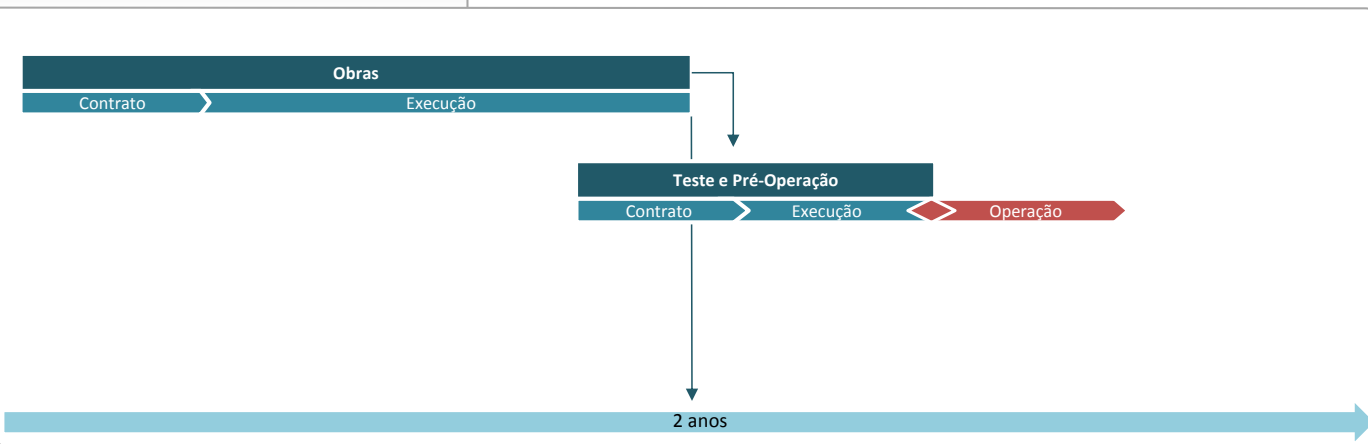 Obras
Contrato
Execução
Teste e Pré-Operação
Contrato
Execução
Operação
2 anos